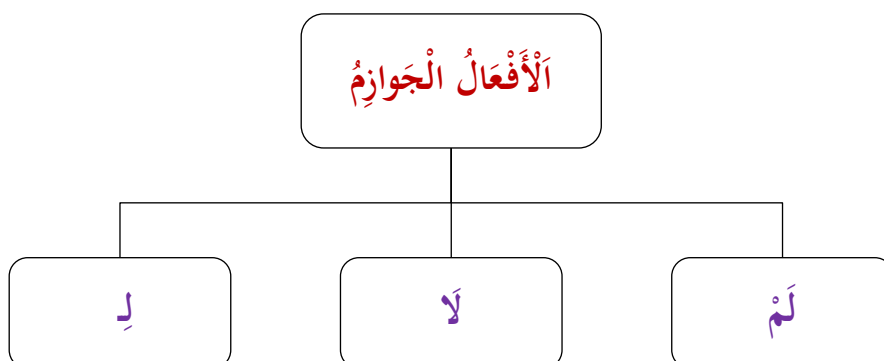 اَلْأَفْعَالُ الْجَوازِمُ
لَمْ
لَا
لِـ